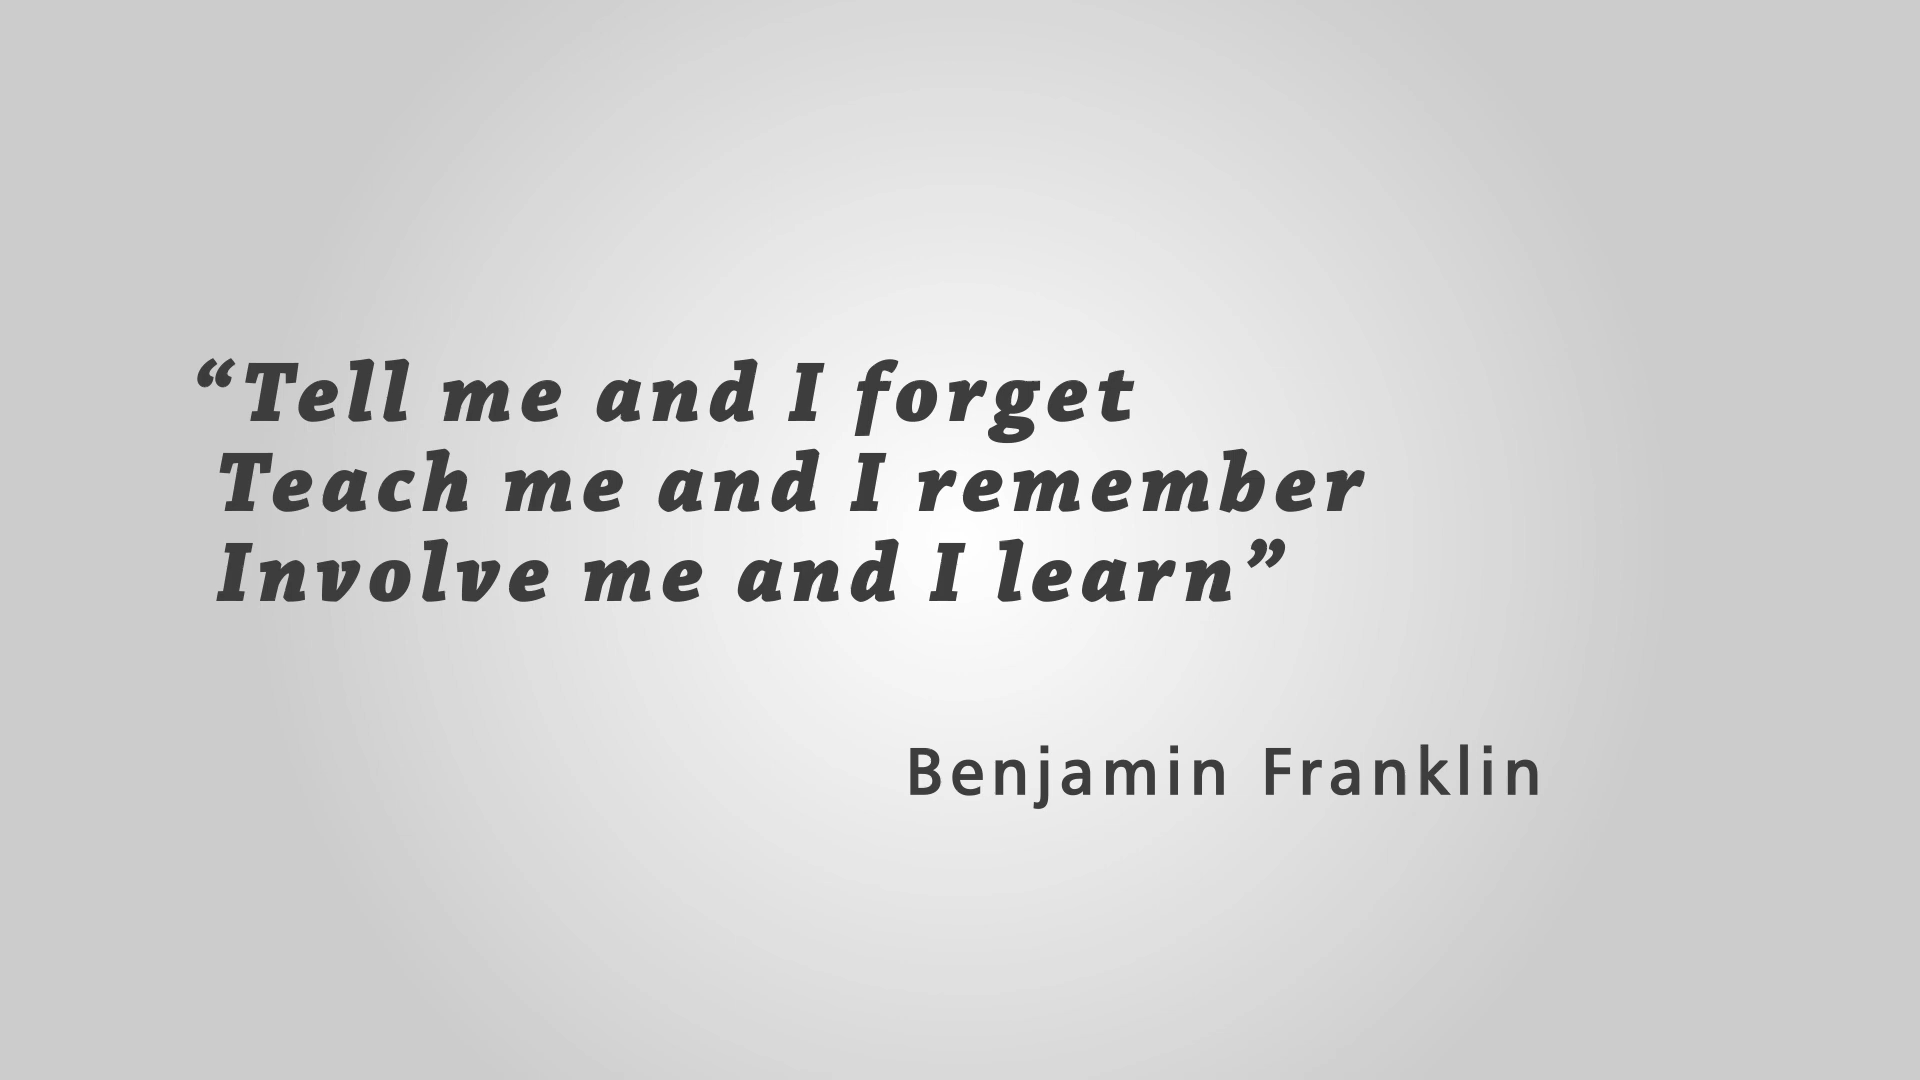 “Tell me and I forget
Teach me and I remember
Involve me and I learn”
Benjamin Franklin